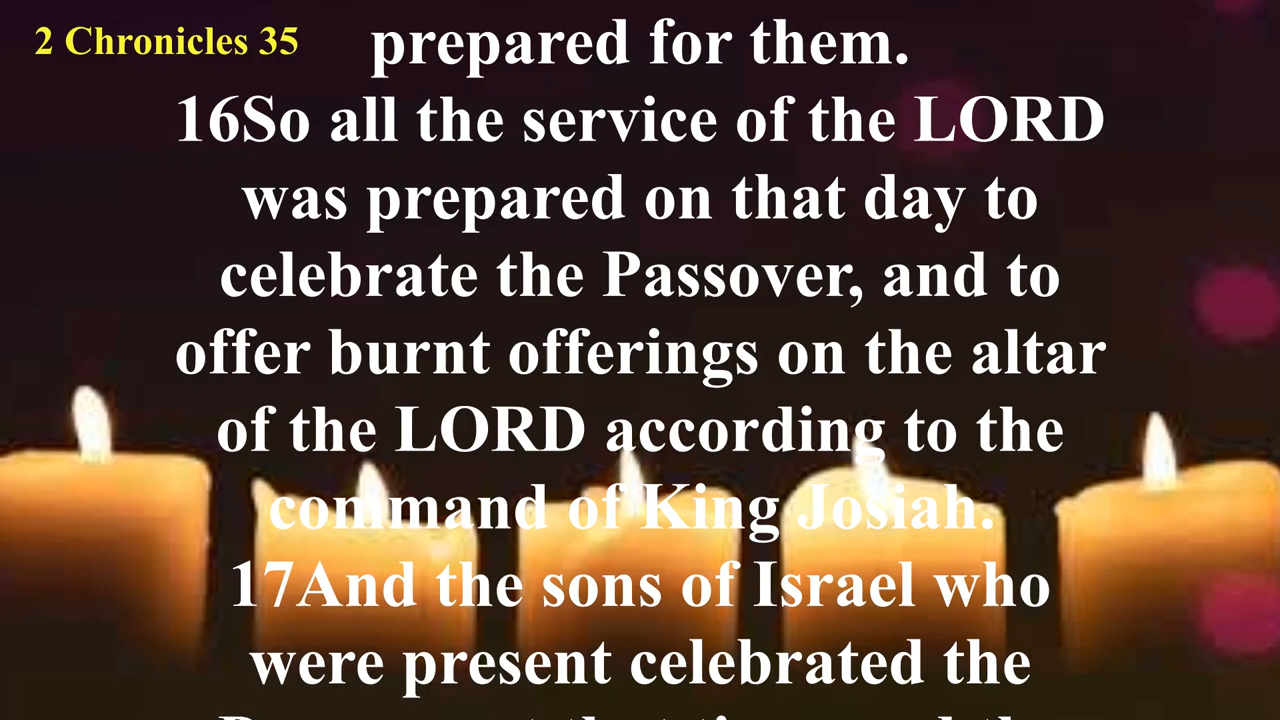 2 Chronicles 35
prepared for them.
16So all the service of the LORD
was prepared on that day to
celebrate the Passover, and to
offer burnt offerings on the altar
of the LORD according to the
command of King Josiah.
17And the sons of Israel who
were present celebrated the